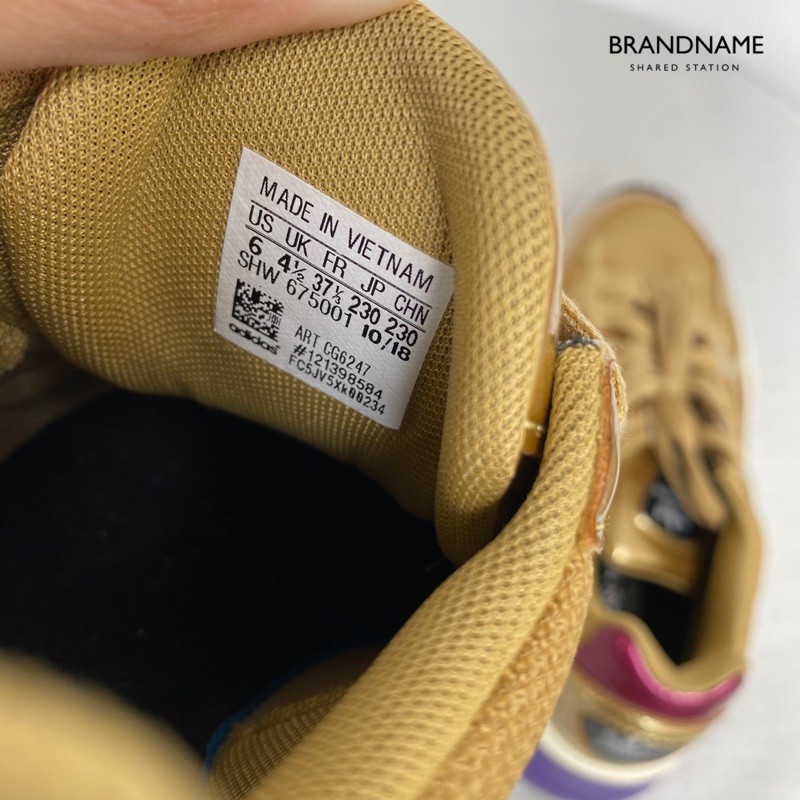 BRANDNAME
SHARED STATION
MADE IN VIETNAM
US UK FR JP CHN
6 4½ 37⅓ 230 230
SHW 675001 10/18
ART CG6247
#121398584
FC5JV5Xk00234
adidas